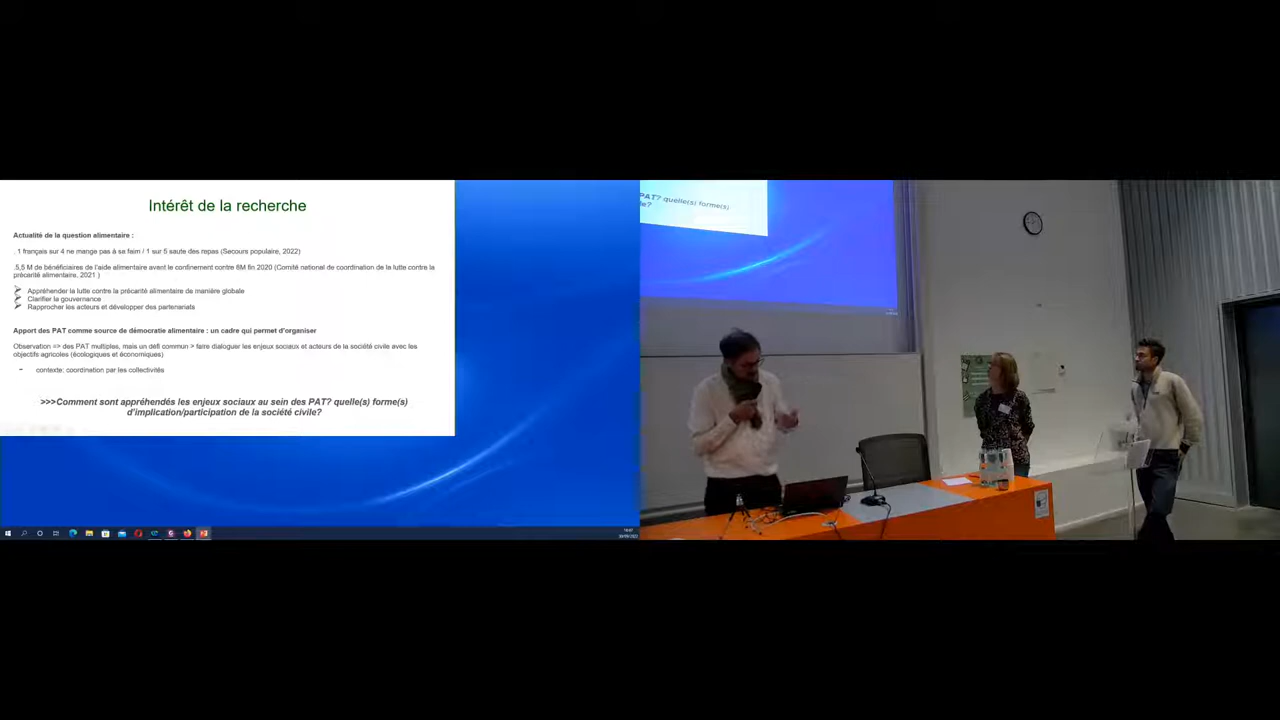 Intérêt de la recherche
Actualité de la question alimentaire :
. 1 français sur 4 ne mange pas à sa faim / 1 sur 5 saute des repas (Secours populaire, 2022)
.5,5 M de bénéficiaires de l'aide alimentaire avant le confinement contre 8M fin 2020 (Comité national de coordination de la lutte contre la
précarité alimentaire, 2021 )
Appréhender la lutte contre la précarité alimentaire de manière globale
Clarifier la gouvernance
Rapprocher les acteurs et développer des partenariats
Apport des PAT comme source de démocratie alimentaire : un cadre qui permet d'organiser
Observation => des PAT multiples, mais un défi commun > faire dialoguer les enjeux sociaux et acteurs de la société civile avec les
objectifs agricoles (écologiques et économiques)
- contexte: coordination par les collectivités
>>>Comment sont appréhendés les enjeux sociaux au sein des PAT? quelle(s) forme(s)
d'implication/participation de la société civile?
PAT? quelle(s) forme(s)
le?